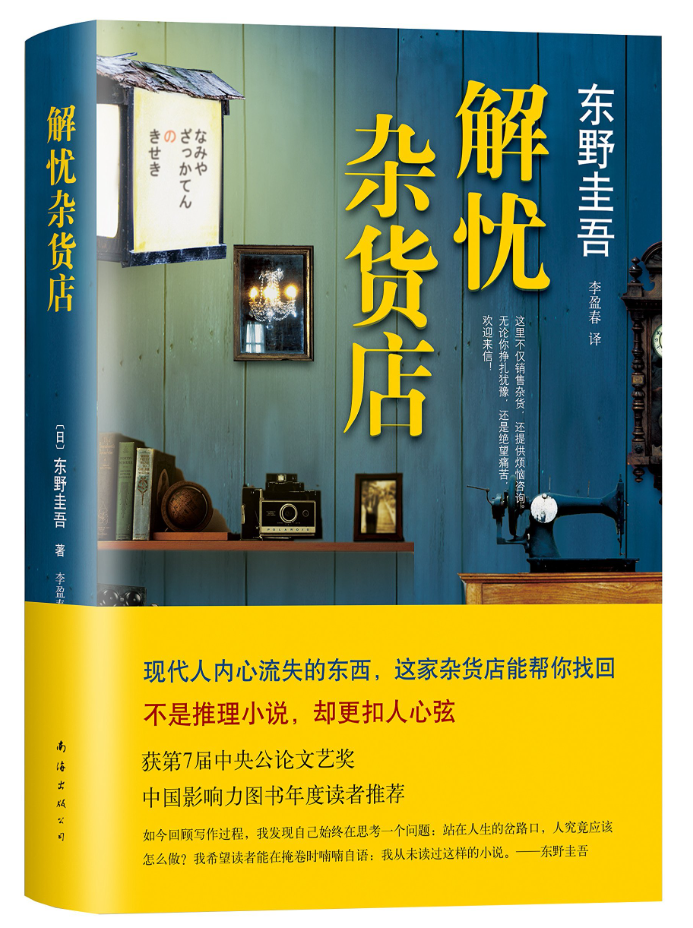 解忧杂货店
〔日〕东野圭吾 著
李盈春
南海出版公司
なみや
ざっかてん
の
きせき
解忧
杂货店
东野圭吾
李盈春 译
这里不仅销售杂货，还提供烦恼咨询。
无论你挣扎犹豫，还是绝望痛苦，
欢迎来信！
POLAROID
现代人内心流失的东西，这家杂货店能帮你找回
不是推理小说，却更扣人心弦
获第7届中央公论文艺奖
中国影响力图书年度读者推荐
如今回顾写作过程，我发现自己始终在思考一个问题：站在人生的岔路口，人究竟应该
怎么做？我希望读者能在掩卷时喃喃自语：我从未读过这样的小说。——东野圭吾